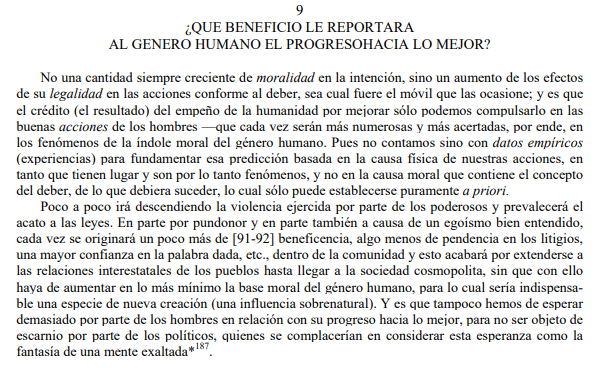 9
¿QUE BENEFICIO LE REPORTARA
AL GENERO HUMANO EL PROGRESOHACIA LO MEJOR?
No una cantidad siempre creciente de moralidad en la intención, sino un aumento de los efectos
de su legalidad en las acciones conforme al deber, sea cual fuere el móvil que las ocasione; y es que
el crédito (el resultado) del empeño de la humanidad por mejorar sólo podemos compulsarlo en las
buenas acciones de los hombres —que cada vez serán más numerosas y más acertadas, por ende, en
los fenómenos de la índole moral del género humano. Pues no contamos sino con datos empíricos
(experiencias) para fundamentar esa predicción basada en la causa física de nuestras acciones, en
tanto que tienen lugar y son por lo tanto fenómenos, y no en la causa moral que contiene el concepto
del deber, de lo que debiera suceder, lo cual sólo puede establecerse puramente a priori.
Poco a poco irá descendiendo la violencia ejercida por parte de los poderosos y prevalecerá el
acato a las leyes. En parte por pundonor y en parte también a causa de un egoísmo bien entendido,
cada vez se originará un poco más de [91-92] beneficencia, algo menos de pendencia en los litigios,
una mayor confianza en la palabra dada, etc., dentro de la comunidad y esto acabará por extenderse a
las relaciones interestatales de los pueblos hasta llegar a la sociedad cosmopolita, sin que con ello
haya de aumentar en lo más mínimo la base moral del género humano, para lo cual sería indispensa-
ble una especie de nueva creación (una influencia sobrenatural). Y es que tampoco hemos de esperar
demasiado por parte de los hombres en relación con su progreso hacia lo mejor, para no ser objeto de
escarnio por parte de los políticos, quienes se complacerían en considerar esta esperanza como la
fantasía de una mente exaltada*187.